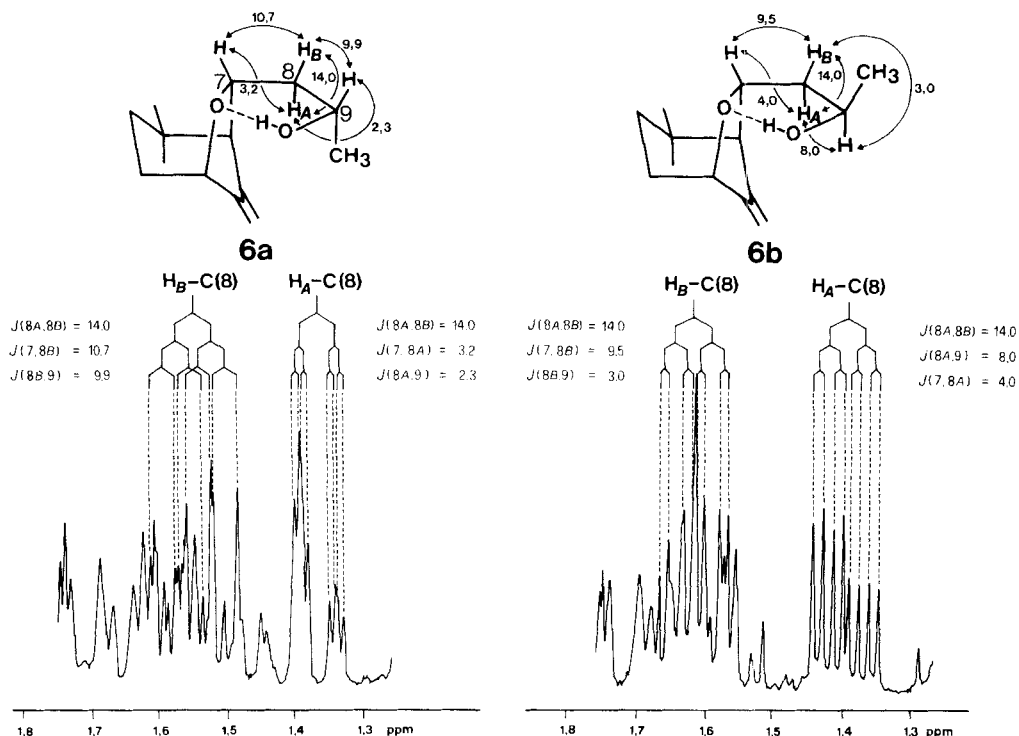 10,7
H
H_B
9,9
8
H
7
14,0
3,2
O
H_A
9
H
O
2,3
CH3
6a
9,5
H
H_B
CH3
14,0
3,0
4,0
O
H_A
H
O
8,0
H
6b
H_B–C(8)
H_A–C(8)
J(8A,8B) = 14.0
J(7,8B) = 10.7
J(8B,9) = 9.9
J(8A,8B) = 14.0
J(7,8A) = 3.2
J(8A,9) = 2.3
H_B–C(8)
H_A–C(8)
J(8A,8B) = 14.0
J(7,8B) = 9.5
J(8B,9) = 3.0
J(8A,8B) = 14.0
J(8A,9) = 8.0
J(7,8A) = 4.0
1,8 1,7 1,6 1,5 1,4 ppm 1,3
1,8 1,7 1,6 1,5 1,4 ppm 1,3